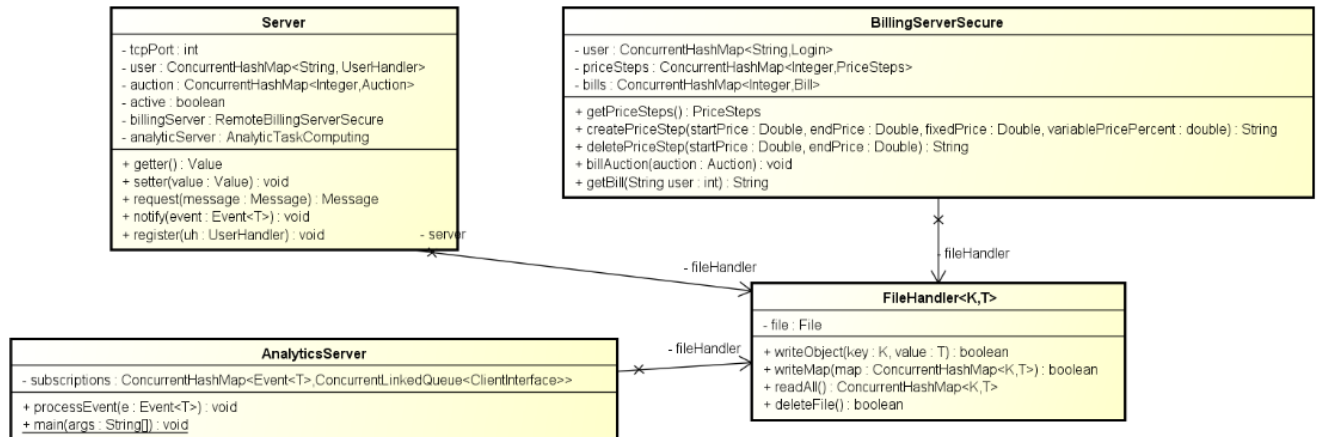 Server
- tcpPort : int
- user : ConcurrentHashMap<String, UserHandler>
- auction : ConcurrentHashMap<Integer,Auction>
- active : boolean
- billingServer : RemoteBillingServerSecure
- analyticServer : AnalyticTaskComputing
+ getter() : Value
+ setter(value : Value) : void
+ request(message : Message) : Message
+ notify(event : Event<T>) : void
+ register(uh : UserHandler) : void
BillingServerSecure
- user : ConcurrentHashMap<String,Login>
- priceSteps : ConcurrentHashMap<Integer,PriceSteps>
- bills : ConcurrentHashMap<Integer,Bill>
+ getPriceSteps() : PriceSteps
+ createPriceStep(startPrice : Double, endPrice : Double, fixedPrice : Double, variablePricePercent : double) : String
+ deletePriceStep(startPrice : Double, endPrice : Double) : String
+ billAuction(auction : Auction) : void
+ getBill(String user : int) : String
- server
- fileHandler
- fileHandler
FileHandler<K,T>
- file : File
+ writeObject(key : K, value : T) : boolean
+ writeMap(map : ConcurrentHashMap<K,T>) : boolean
+ readAll() : ConcurrentHashMap<K,T>
+ deleteFile() : boolean
- fileHandler
AnalyticsServer
- subscriptions : ConcurrentHashMap<Event<T>,ConcurrentLinkedQueue<ClientInterface>>
+ processEvent(e : Event<T>) : void
+ main(args : String[]) : void